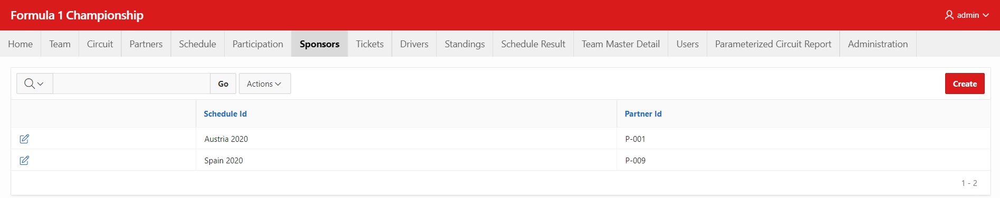 Formula 1 Championship admin
Home Team Circuit Partners Schedule Participation Sponsors Tickets Drivers Standings Schedule Result Team Master Detail Users Parameterized Circuit Report Administration
Go Actions Create
Schedule Id Partner Id
Austria 2020 P-001
Spain 2020 P-009
1 - 2